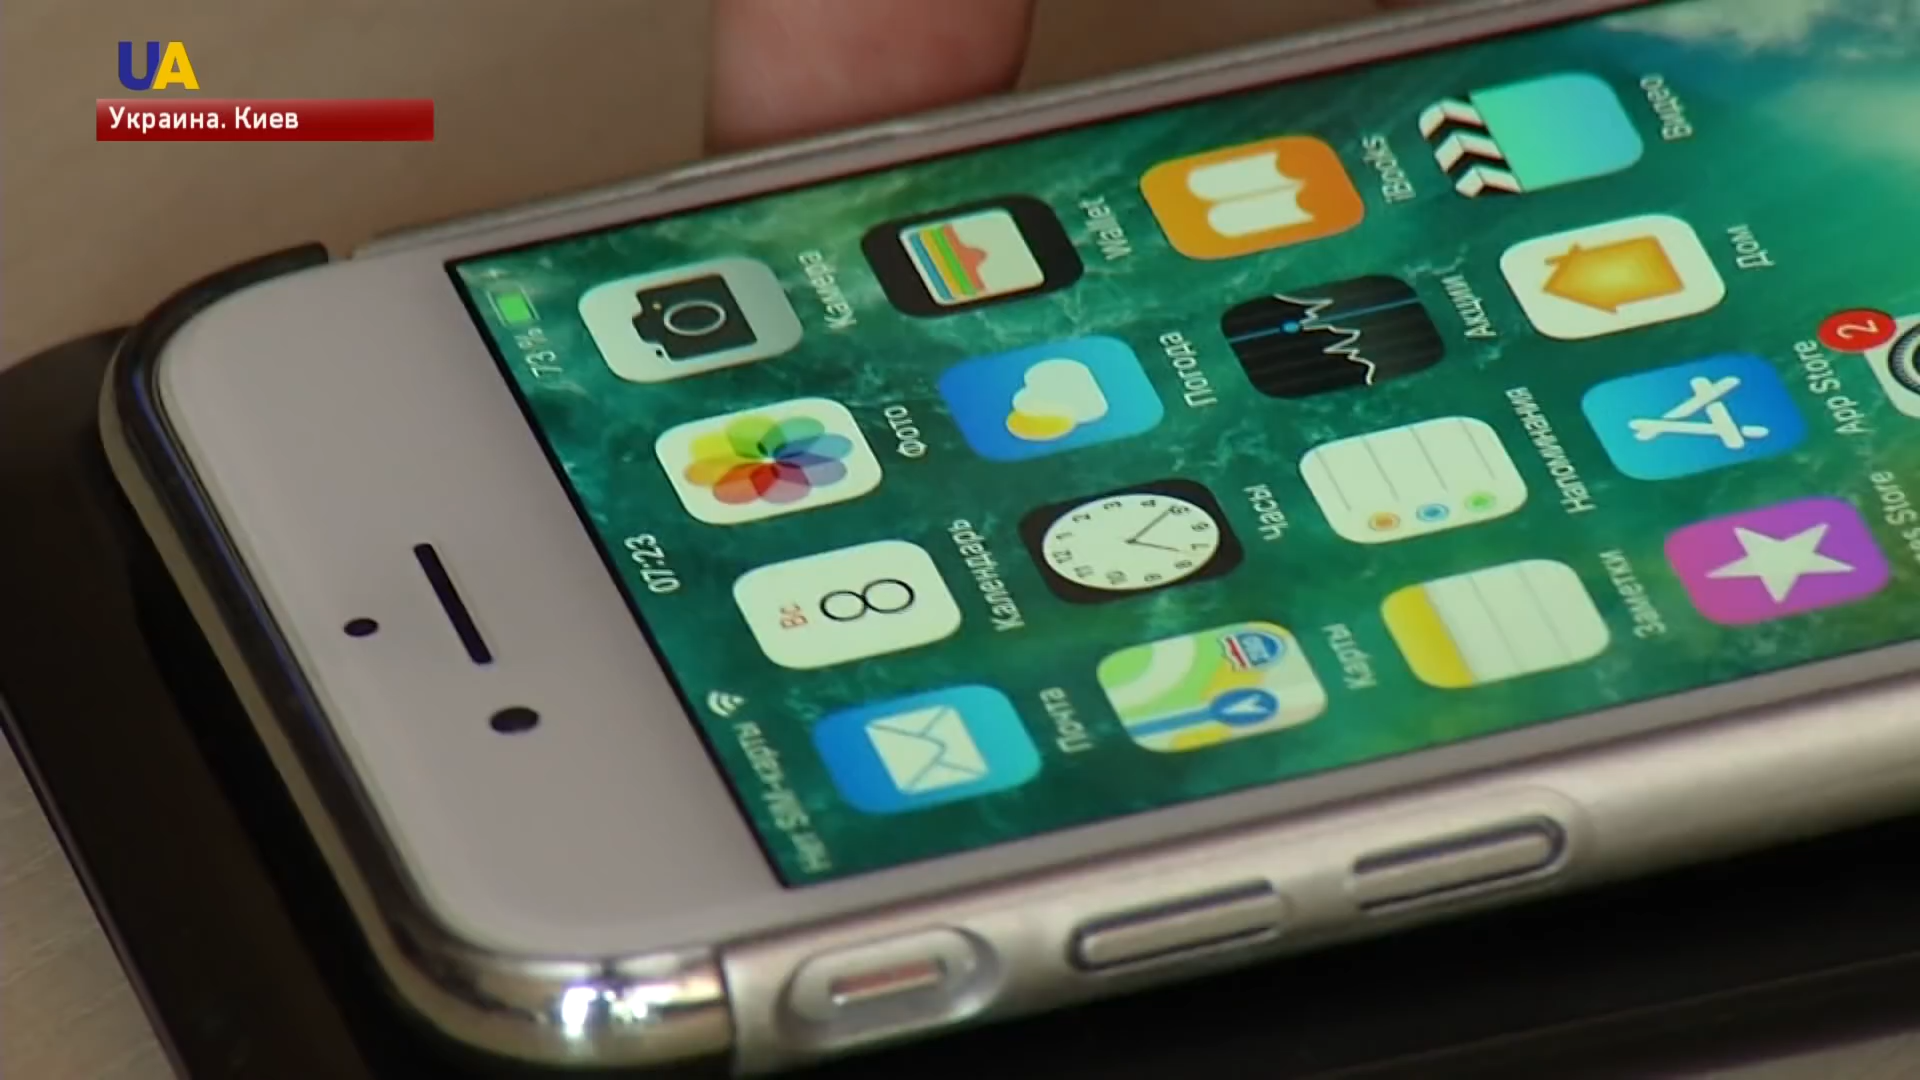 UA
Украина. Киев
Нет SIM-карты
07:23
73 %
Почта
Вс
8
Календарь
Фото
Камера
Карты
Часы
Погода
Wallet
Заметки
Напоминания
Акции
iBooks
Store
App Store
Дом
Видео
2